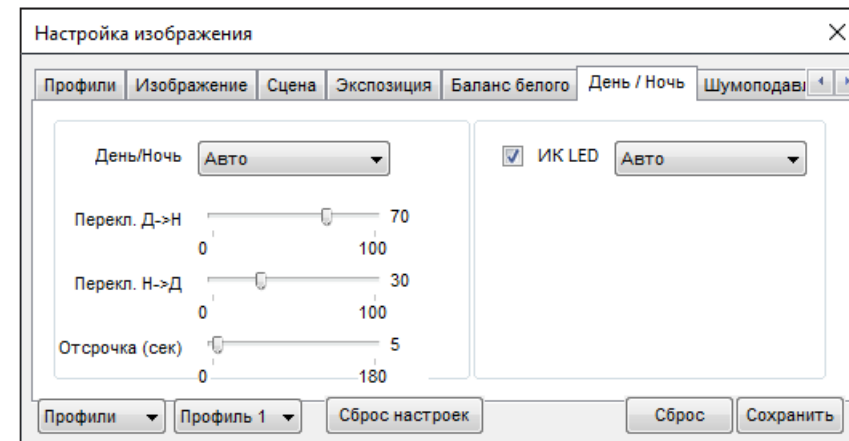 Настройка изображения
Профили Изображение Сцена Экспозиция Баланс белого День / Ночь Шумоподавл
День/Ночь Авто
ИК LED Авто
Перекл. Д->Н 70
0 100
Перекл. Н->Д 30
0 100
Отсрочка (сек) 5
0 180
Профили Профиль 1 Сброс настроек Сброс Сохранить